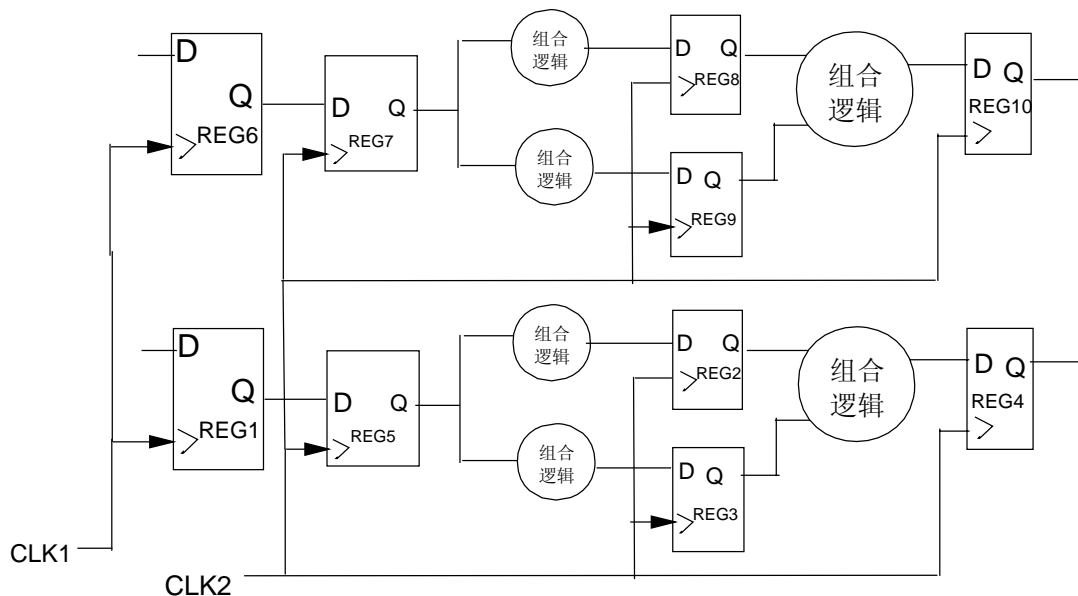 D
Q
REG6
D
Q
REG7
组合
逻辑
组合
逻辑
D
Q
REG8
D
Q
REG9
组合
逻辑
D
Q
REG10
D
Q
REG1
D
Q
REG5
组合
逻辑
组合
逻辑
D
Q
REG2
D
Q
REG3
组合
逻辑
D
Q
REG4
CLK1
CLK2